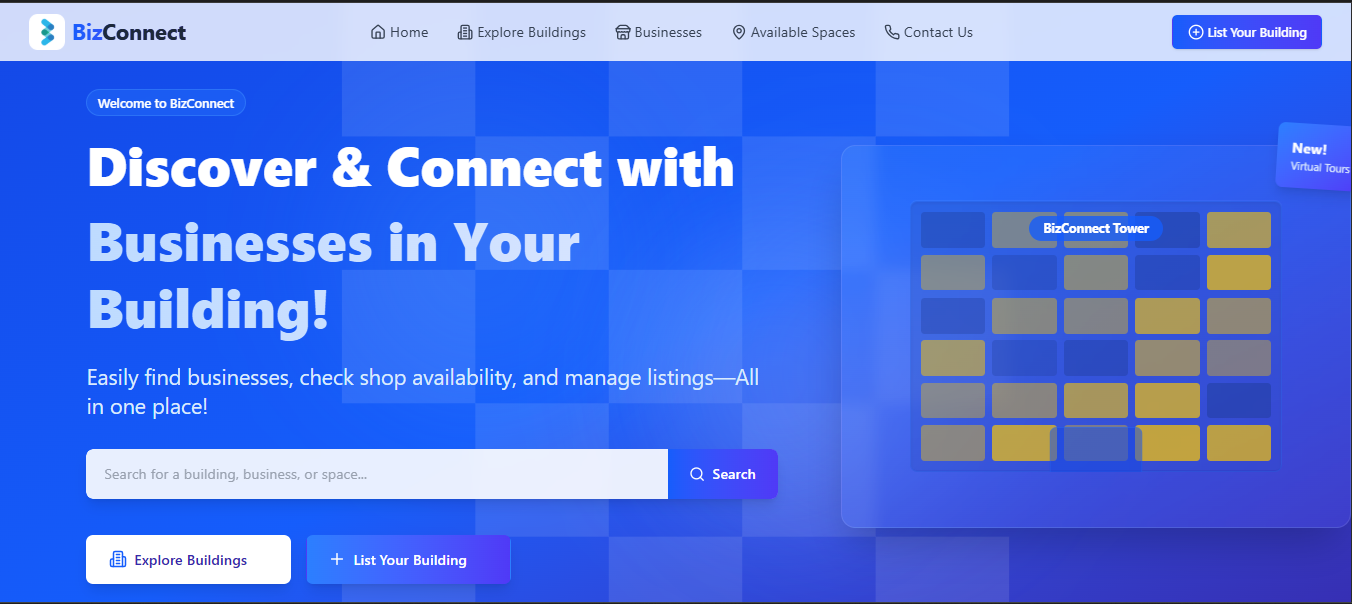 BizConnect
Home
Explore Buildings
Businesses
Available Spaces
Contact Us
List Your Building
Welcome to BizConnect
Discover & Connect with
Businesses in Your
Building!
Easily find businesses, check shop availability, and manage listings—All
in one place!
Search for a building, business, or space...
Search
Explore Buildings
List Your Building
New!
Virtual Tours
BizConnect Tower